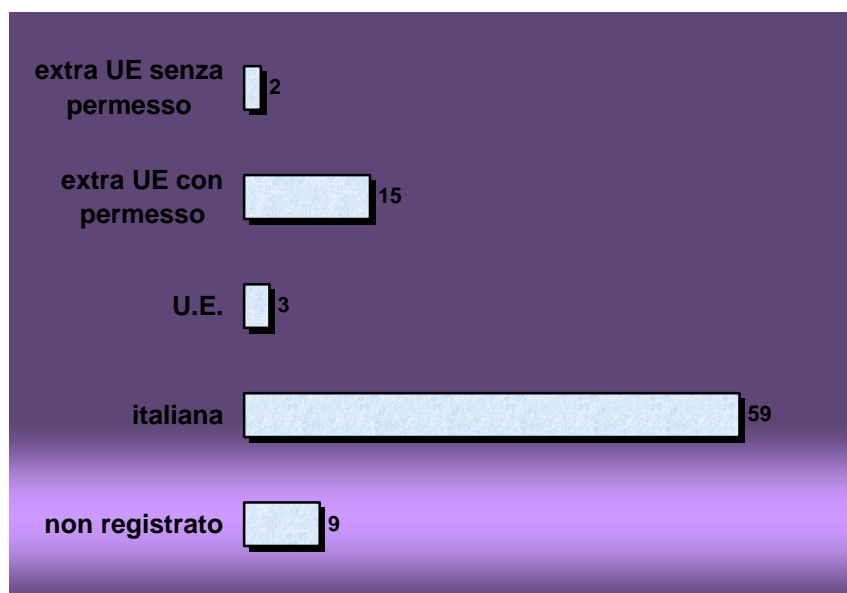 extra UE senza
permesso
2
extra UE con
permesso
15
U.E.
3
italiana
59
non registrato
9